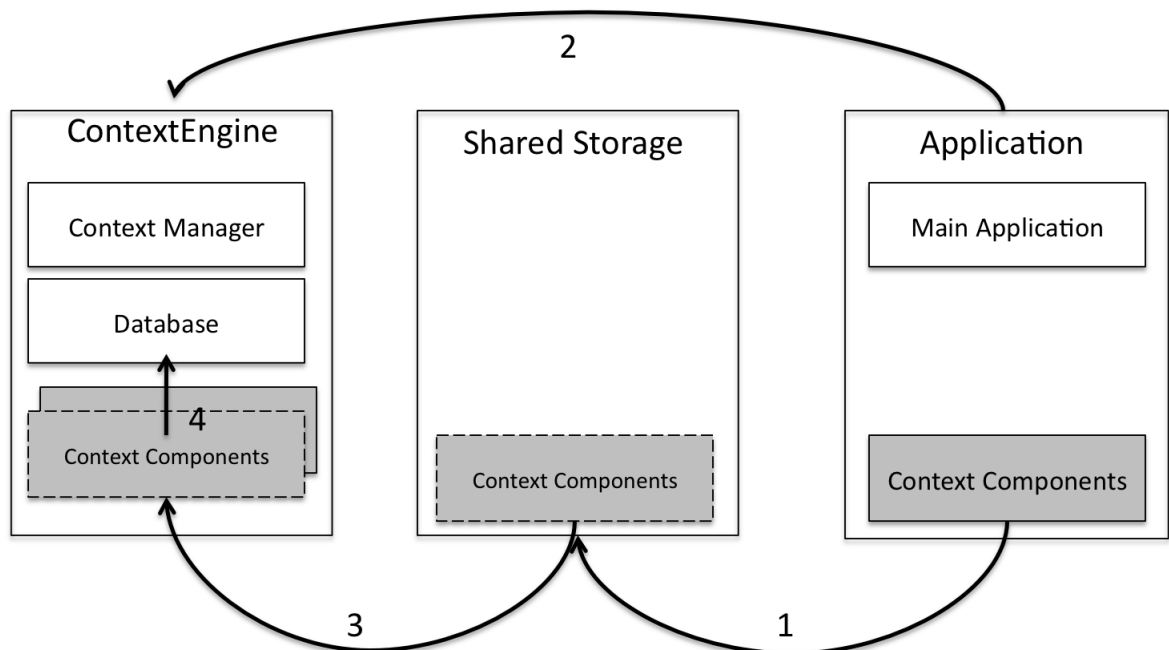 2
ContextEngine
Shared Storage
Application
Context Manager
Main Application
Database
4
Context Components
Context Components
Context Components
3
1